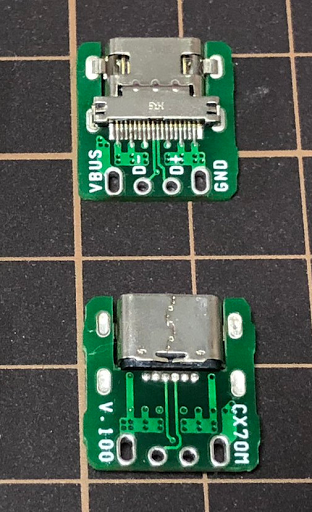 VBUS
D-
D+
GND
V.100
CX70M